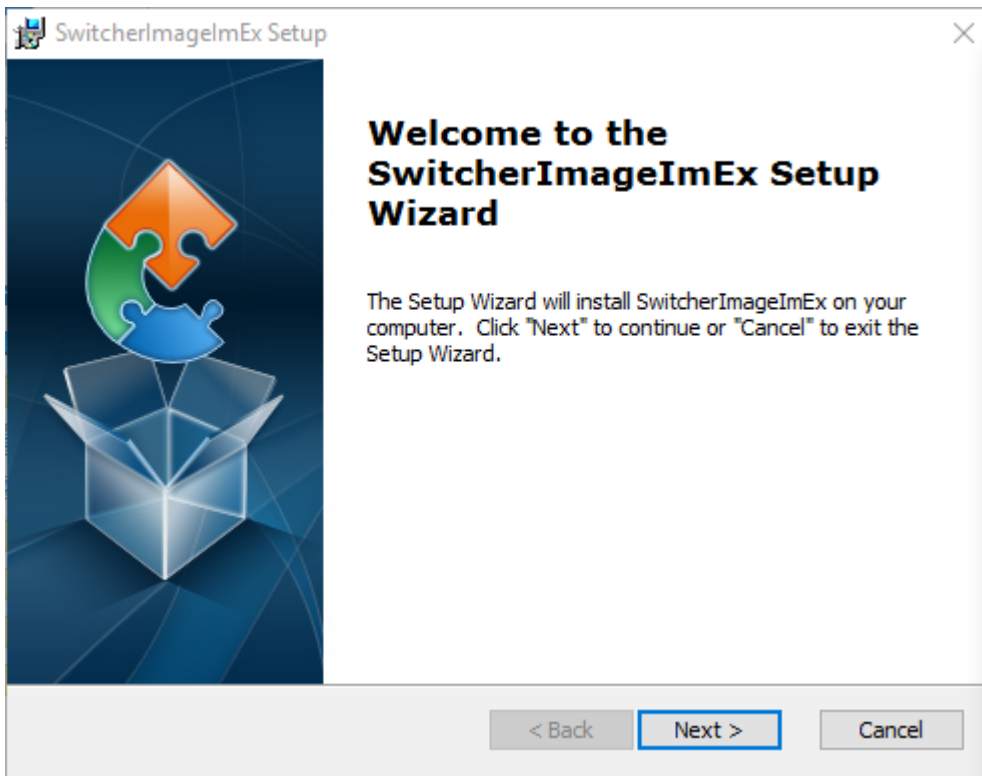 SwitcherImageImEx Setup
Welcome to the
SwitcherImageImEx Setup
Wizard
The Setup Wizard will install SwitcherImageImEx on your
computer.  Click "Next" to continue or "Cancel" to exit the
Setup Wizard.
< Back
Next >
Cancel